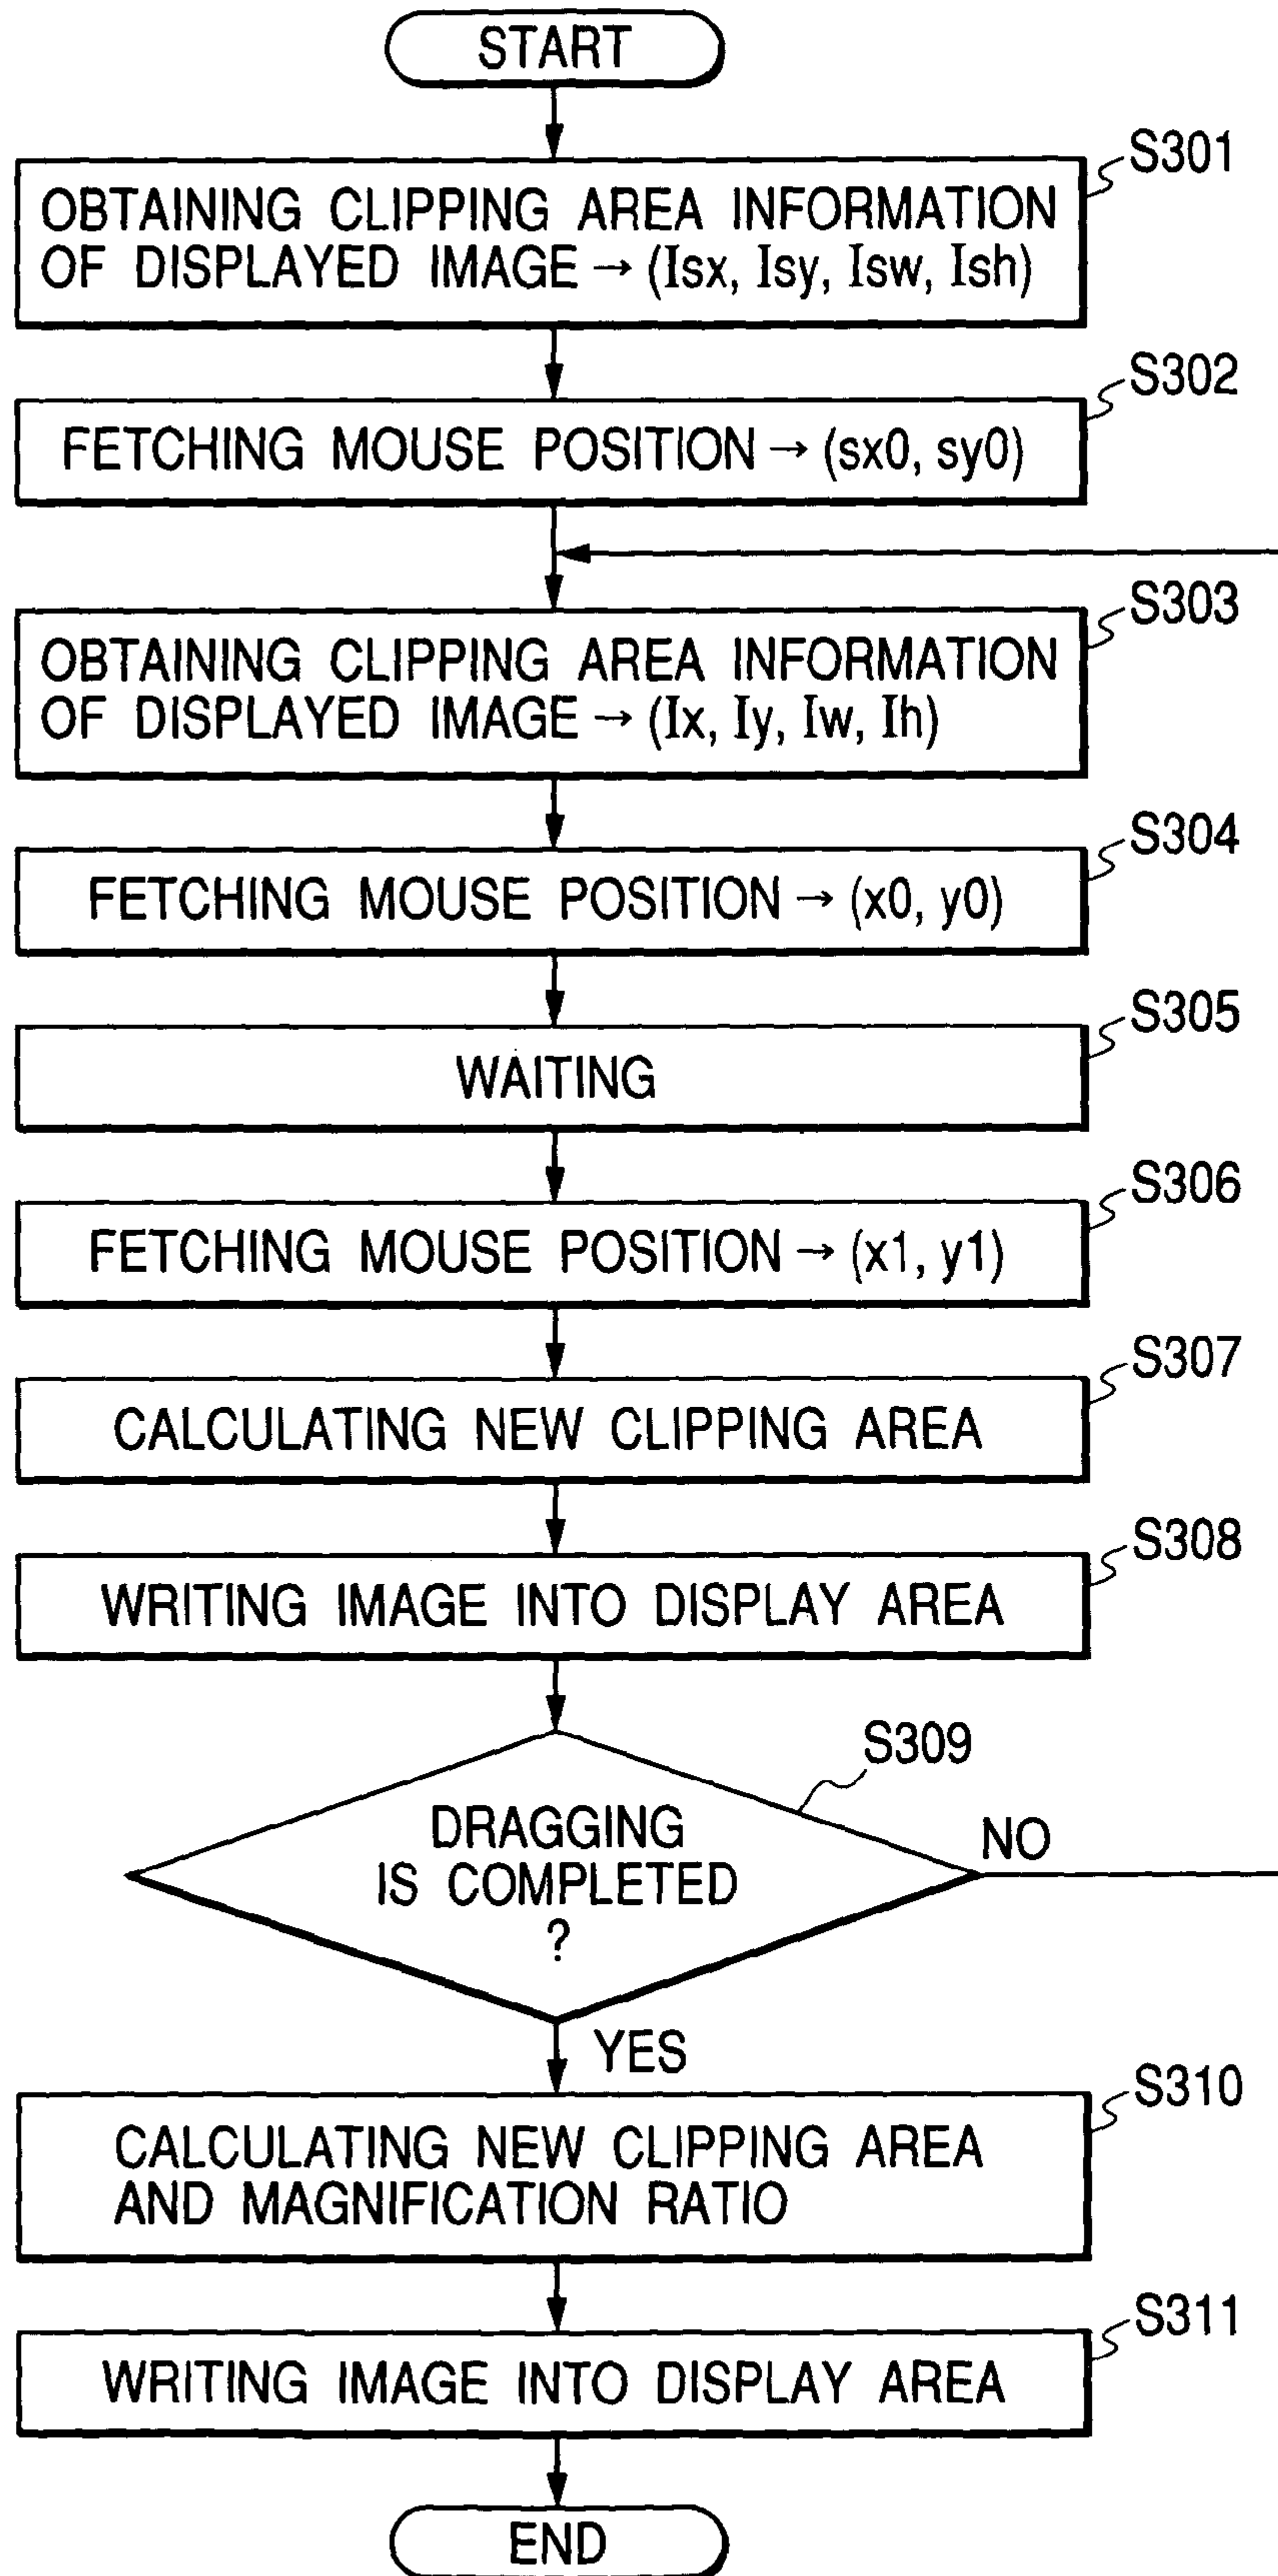 START
S301
OBTAINING CLIPPING AREA INFORMATION
OF DISPLAYED IMAGE → (Isx, Isy, Isw, Ish)
S302
FETCHING MOUSE POSITION → (sx0, sy0)
S303
OBTAINING CLIPPING AREA INFORMATION
OF DISPLAYED IMAGE → (Ix, Iy, Iw, Ih)
S304
FETCHING MOUSE POSITION → (x0, y0)
S305
WAITING
S306
FETCHING MOUSE POSITION → (x1, y1)
S307
CALCULATING NEW CLIPPING AREA
S308
WRITING IMAGE INTO DISPLAY AREA
S309
DRAGGING
IS COMPLETED
?
NO
YES
S310
CALCULATING NEW CLIPPING AREA
AND MAGNIFICATION RATIO
S311
WRITING IMAGE INTO DISPLAY AREA
END